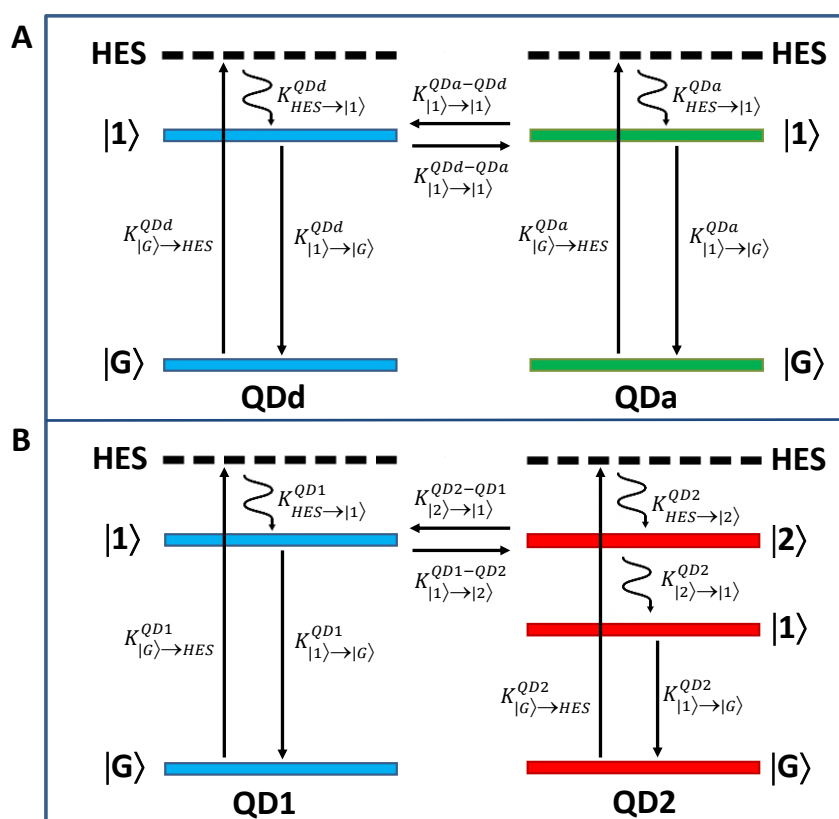 A
HES
HES
K^{QDd}_{HES→|1⟩}
K^{QDa-QDd}_{|1⟩→|1⟩}
K^{QDa}_{HES→|1⟩}
|1⟩
|1⟩
K^{QDd-QDa}_{|1⟩→|1⟩}
K^{QDd}_{|G⟩→HES}
K^{QDd}_{|1⟩→|G⟩}
K^{QDa}_{|G⟩→HES}
K^{QDa}_{|1⟩→|G⟩}
|G⟩
|G⟩
QDd
QDa
B
HES
HES
K^{QD1}_{HES→|1⟩}
K^{QD2-QD1}_{|2⟩→|1⟩}
K^{QD2}_{HES→|2⟩}
|1⟩
|2⟩
K^{QD1-QD2}_{|1⟩→|2⟩}
K^{QD2}_{|2⟩→|1⟩}
|1⟩
K^{QD1}_{|G⟩→HES}
K^{QD1}_{|1⟩→|G⟩}
K^{QD2}_{|G⟩→HES}
K^{QD2}_{|1⟩→|G⟩}
|G⟩
|G⟩
QD1
QD2